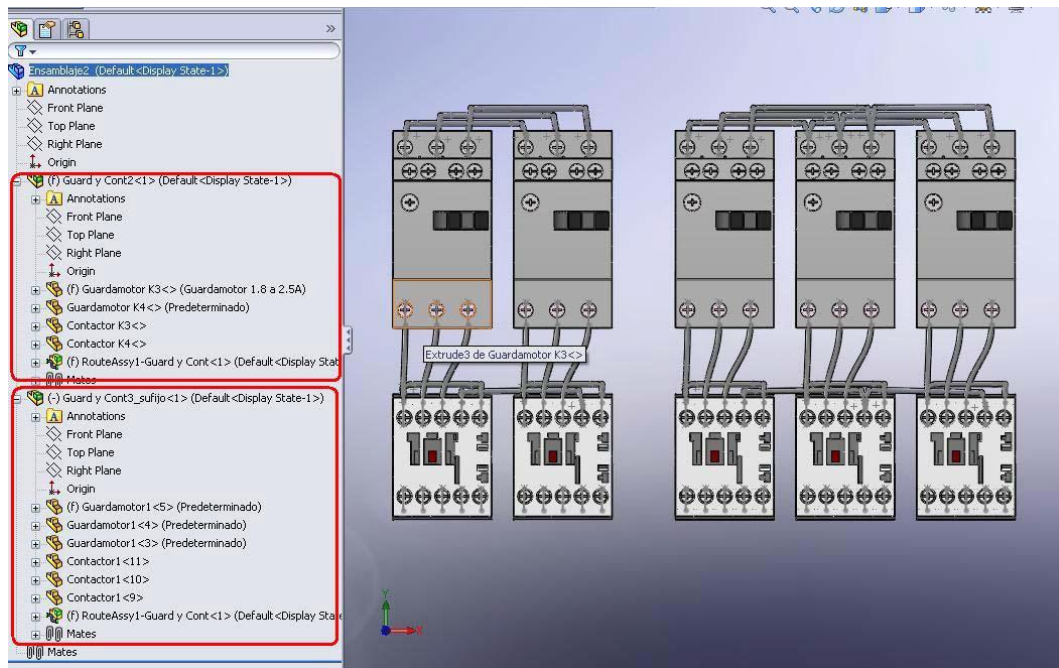 Ensamblaje2 (Default<Display State-1>)
Annotations
Front Plane
Top Plane
Right Plane
Origin
(f) Guard y Cont2<1> (Default<Display State-1>)
Annotations
Front Plane
Top Plane
Right Plane
Origin
(f) Guardamotor K3<> (Guardamotor 1.8 a 2.5A)
Guardamotor K4<> (Predeterminado)
Contactor K3<>
Contactor K4<>
(f) RouteAssy1-Guard y Cont<1> (Default<Display Stat
Mates
(-) Guard y Cont3_sufijo<1> (Default<Display State-1>)
Annotations
Front Plane
Top Plane
Right Plane
Origin
(f) Guardamotor1<5> (Predeterminado)
Guardamotor1<4> (Predeterminado)
Guardamotor1<3> (Predeterminado)
Contactor1<11>
Contactor1<10>
Contactor1<9>
(f) RouteAssy1-Guard y Cont<1> (Default<Display State
Mates
Mates
Extrude3 de Guardamotor K3<>
Y
X